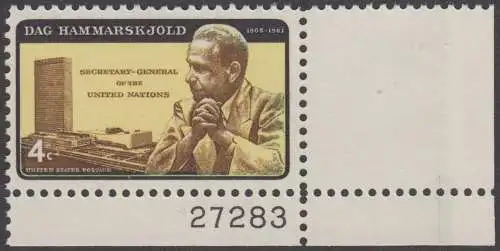 DAG HAMMARSKJOLD 1905-1961
SECRETARY-GENERAL
OF THE
UNITED NATIONS
4c
UNITED STATES POSTAGE
27283